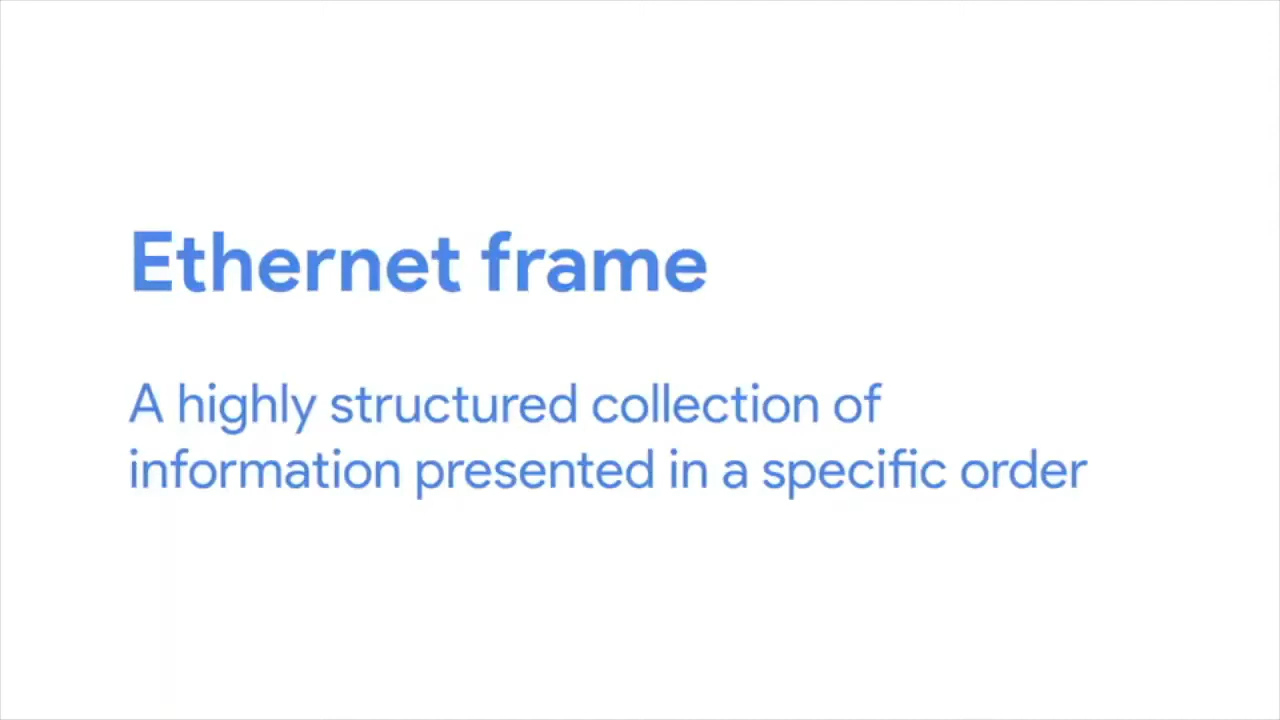 Ethernet frame
A highly structured collection of
information presented in a specific order